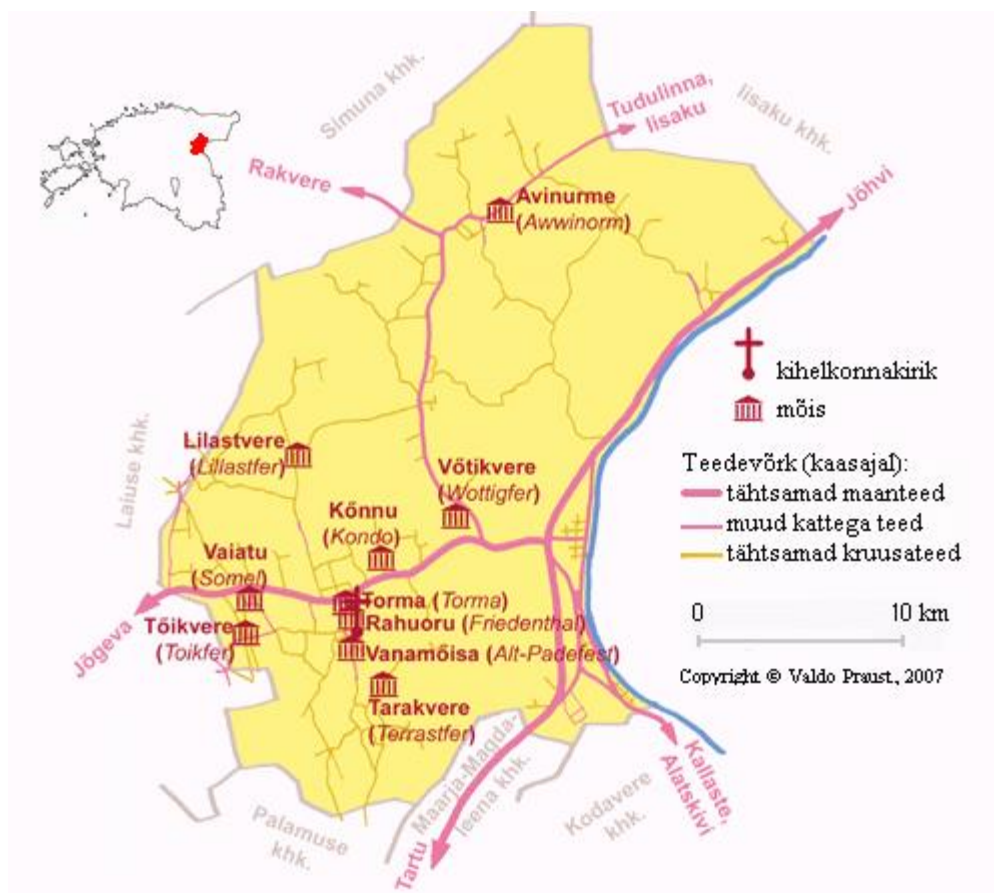 Simuna khk.
Tudulinna,
Iisaku
Iisaku khk.
Rakvere
Avinurme
(Awwinorm)
Jõhvi
kihelkonnakirik
mõis
Laiuse khk.
Lilastvere
(Lillastfer)
Võtikvere
(Wottigfer)
Teedevõrk (kaasajal):
tähtsamad maanteed
muud kattega teed
tähtsamad kruusateed
Kõnnu
(Kondo)
Vaiatu
(Somel)
Torma (Torma)
Rahuoru (Friedenthal)
Tõikvere
(Toikfer)
Vanamõisa (Alt-Padefest)
Jõgeva
0 10 km
Copyright © Valdo Praust., 2007
Tarakvere
(Terrastfer)
Maarja-Magda-
leena khk.
Kodavere
khk.
Kallaste,
Alatskivi
Palamuse
khk.
Tartu